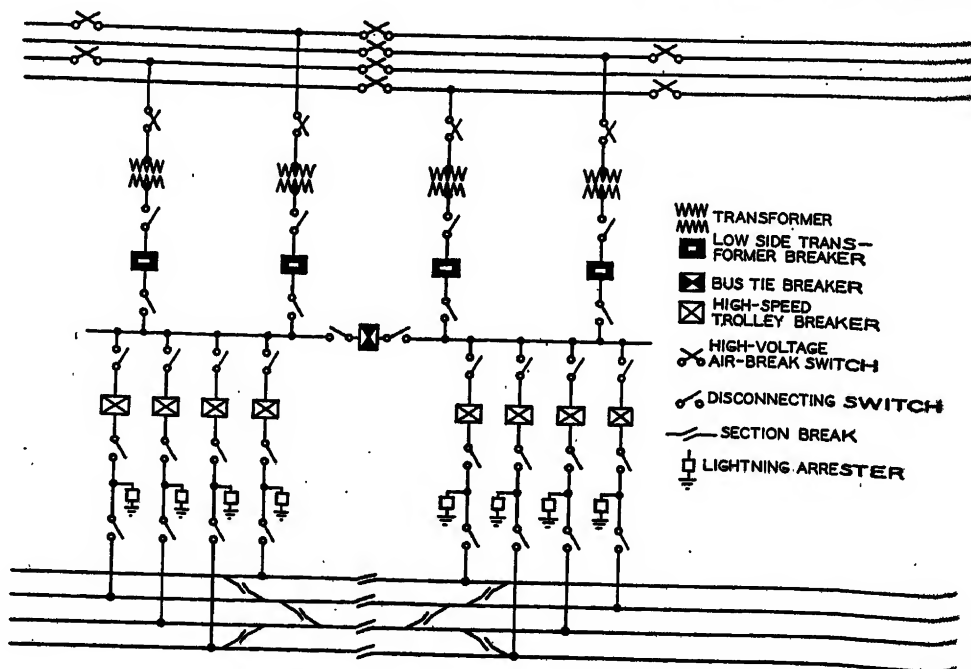 TRANSFORMER
LOW SIDE TRANS-
FORMER BREAKER
BUS TIE BREAKER
HIGH-SPEED
TROLLEY BREAKER
HIGH-VOLTAGE
AIR-BREAK SWITCH
DISCONNECTING SWITCH
SECTION BREAK
LIGHTNING ARRESTER